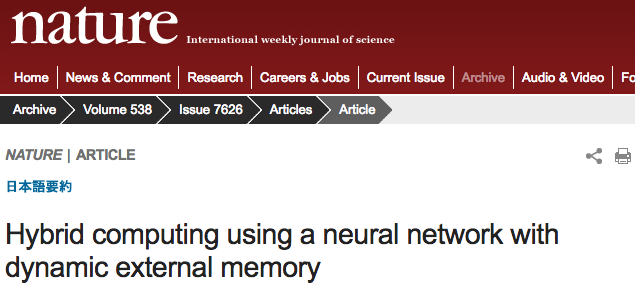 nature International weekly journal of science
Home News & Comment Research Careers & Jobs Current Issue Archive Audio & Video Fo
Archive Volume 538 Issue 7626 Articles Article
NATURE | ARTICLE
日本語要約
Hybrid computing using a neural network with
dynamic external memory